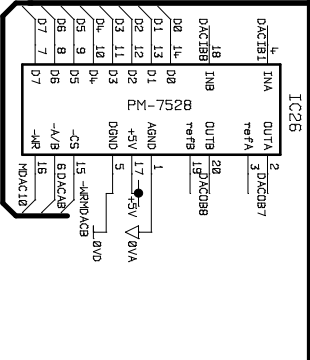 D7
D6
D5
D4
D3
D2
D1
D0
DACIB8
DACIB1
7
8
9
10
11
12
13
14
18
4
D7
D6
D5
D4
D3
D2
D1
D0
INB
INA
PM-7528
IC26
-WR
-A/B
-CS
DGND
+5V
AGND
refB
OUTB
refA
OUTA
16
6
15
5
17
1
19
20
3
2
MDAC10
DACAB
-WRMDACB
+5V
DACOB8
DACOB7
0VD
0VA